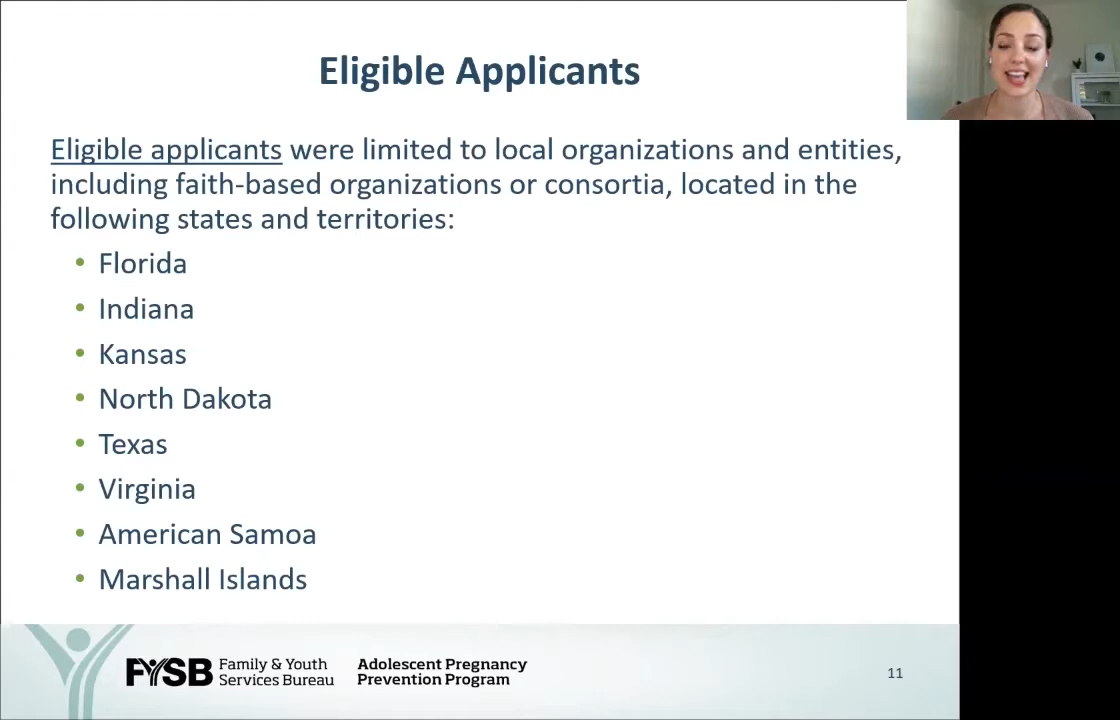 Eligible Applicants
Eligible applicants were limited to local organizations and entities,
including faith-based organizations or consortia, located in the
following states and territories:
• Florida
• Indiana
• Kansas
• North Dakota
• Texas
• Virginia
• American Samoa
• Marshall Islands
FYSB
Family & Youth
Services Bureau
Adolescent Pregnancy
Prevention Program
11